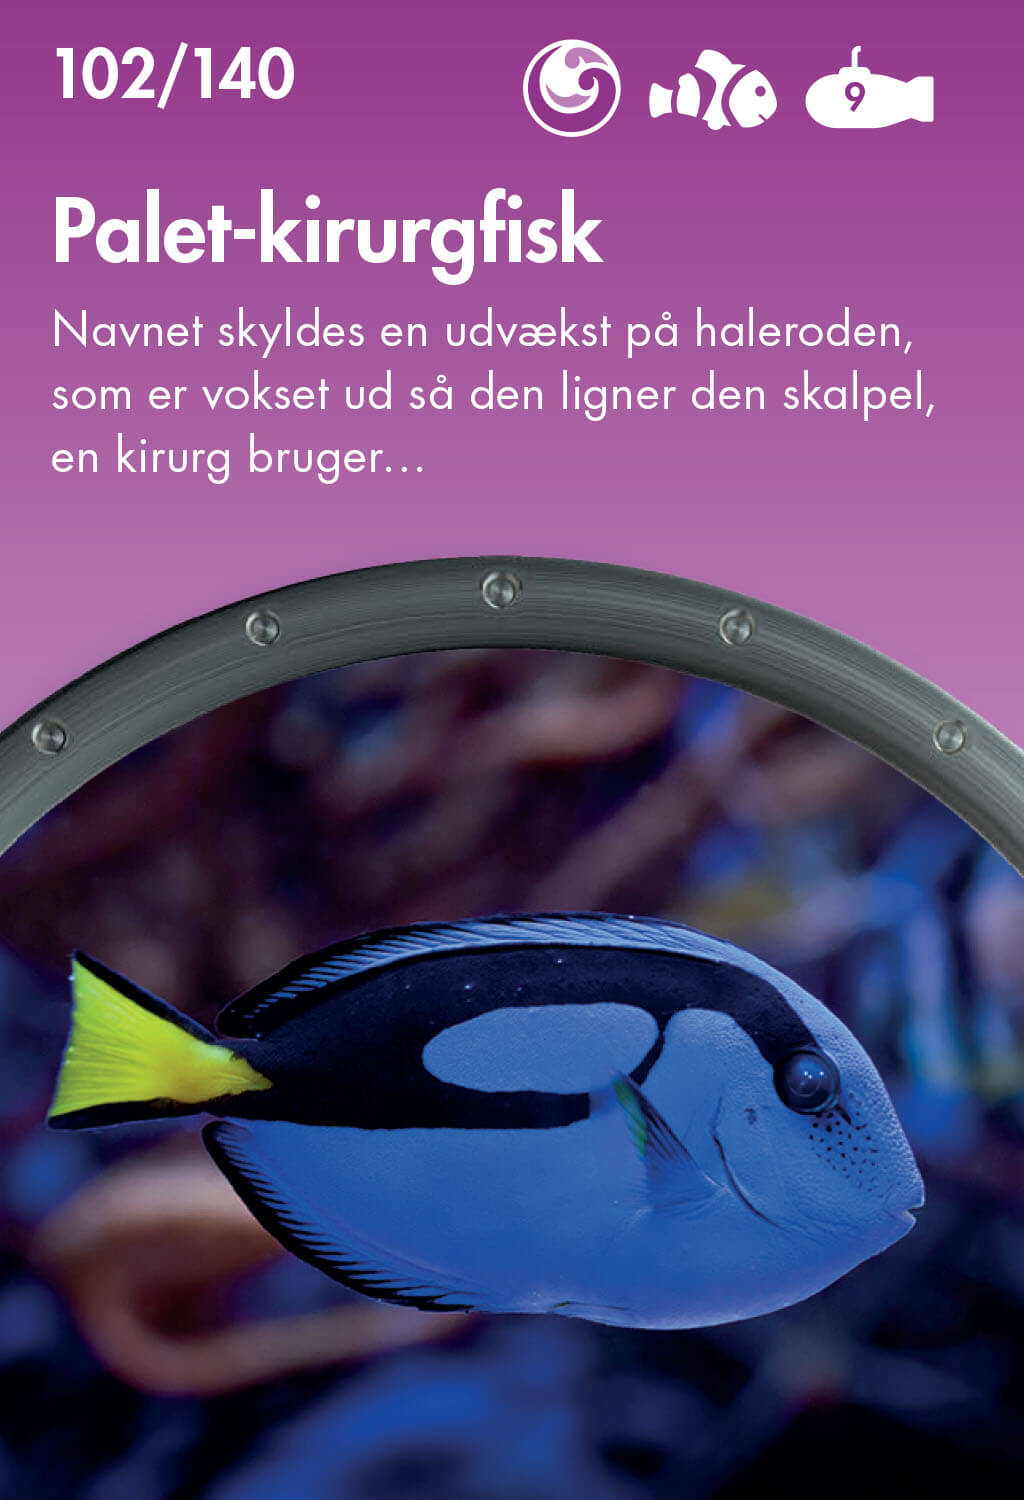 102/140
9
Palet-kirurgfisk
Navnet skyldes en udvækst på haleroden,
som er vokset ud så den ligner den skalpel,
en kirurg bruger...